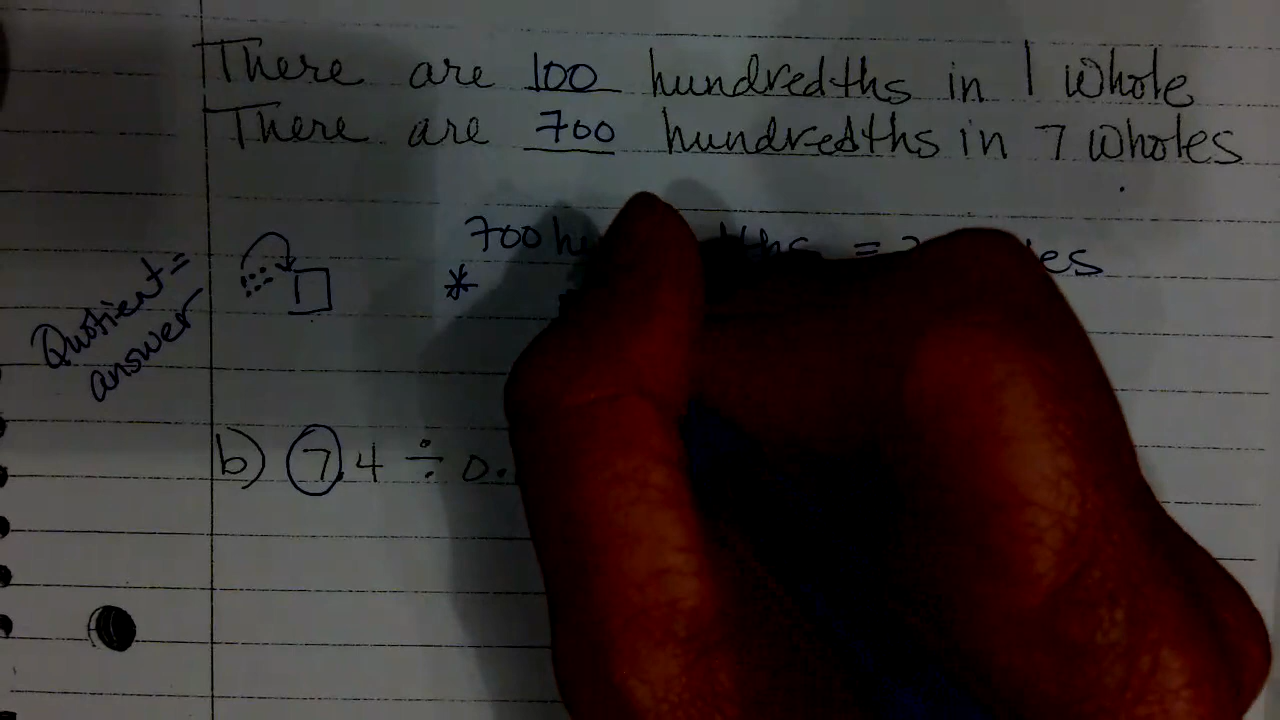 There are 100 hundredths in 1 whole
There are 700 hundredths in 7 wholes
700
*
Quotient =
answer
b) 7.4 ÷ 0.